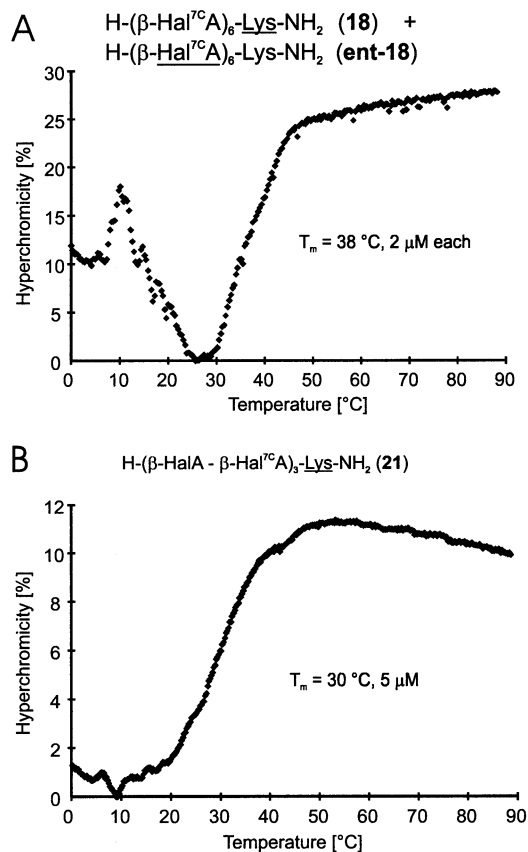 A
H-(β-Hal⁷ᶜA)₆-Lys-NH₂ (18) +
H-(β-Hal⁷ᶜA)₆-Lys-NH₂ (ent-18)
30
25
20
15
10
5
0
Hyperchromicity [%]
Tₘ = 38 °C, 2 μM each
0 10 20 30 40 50 60 70 80 90
Temperature [°C]
B
H-(β-HalA - β-Hal⁷ᶜA)₃-Lys-NH₂ (21)
12
10
8
6
4
2
0
Hyperchromicity [%]
Tₘ = 30 °C, 5 μM
0 10 20 30 40 50 60 70 80 90
Temperature [°C]